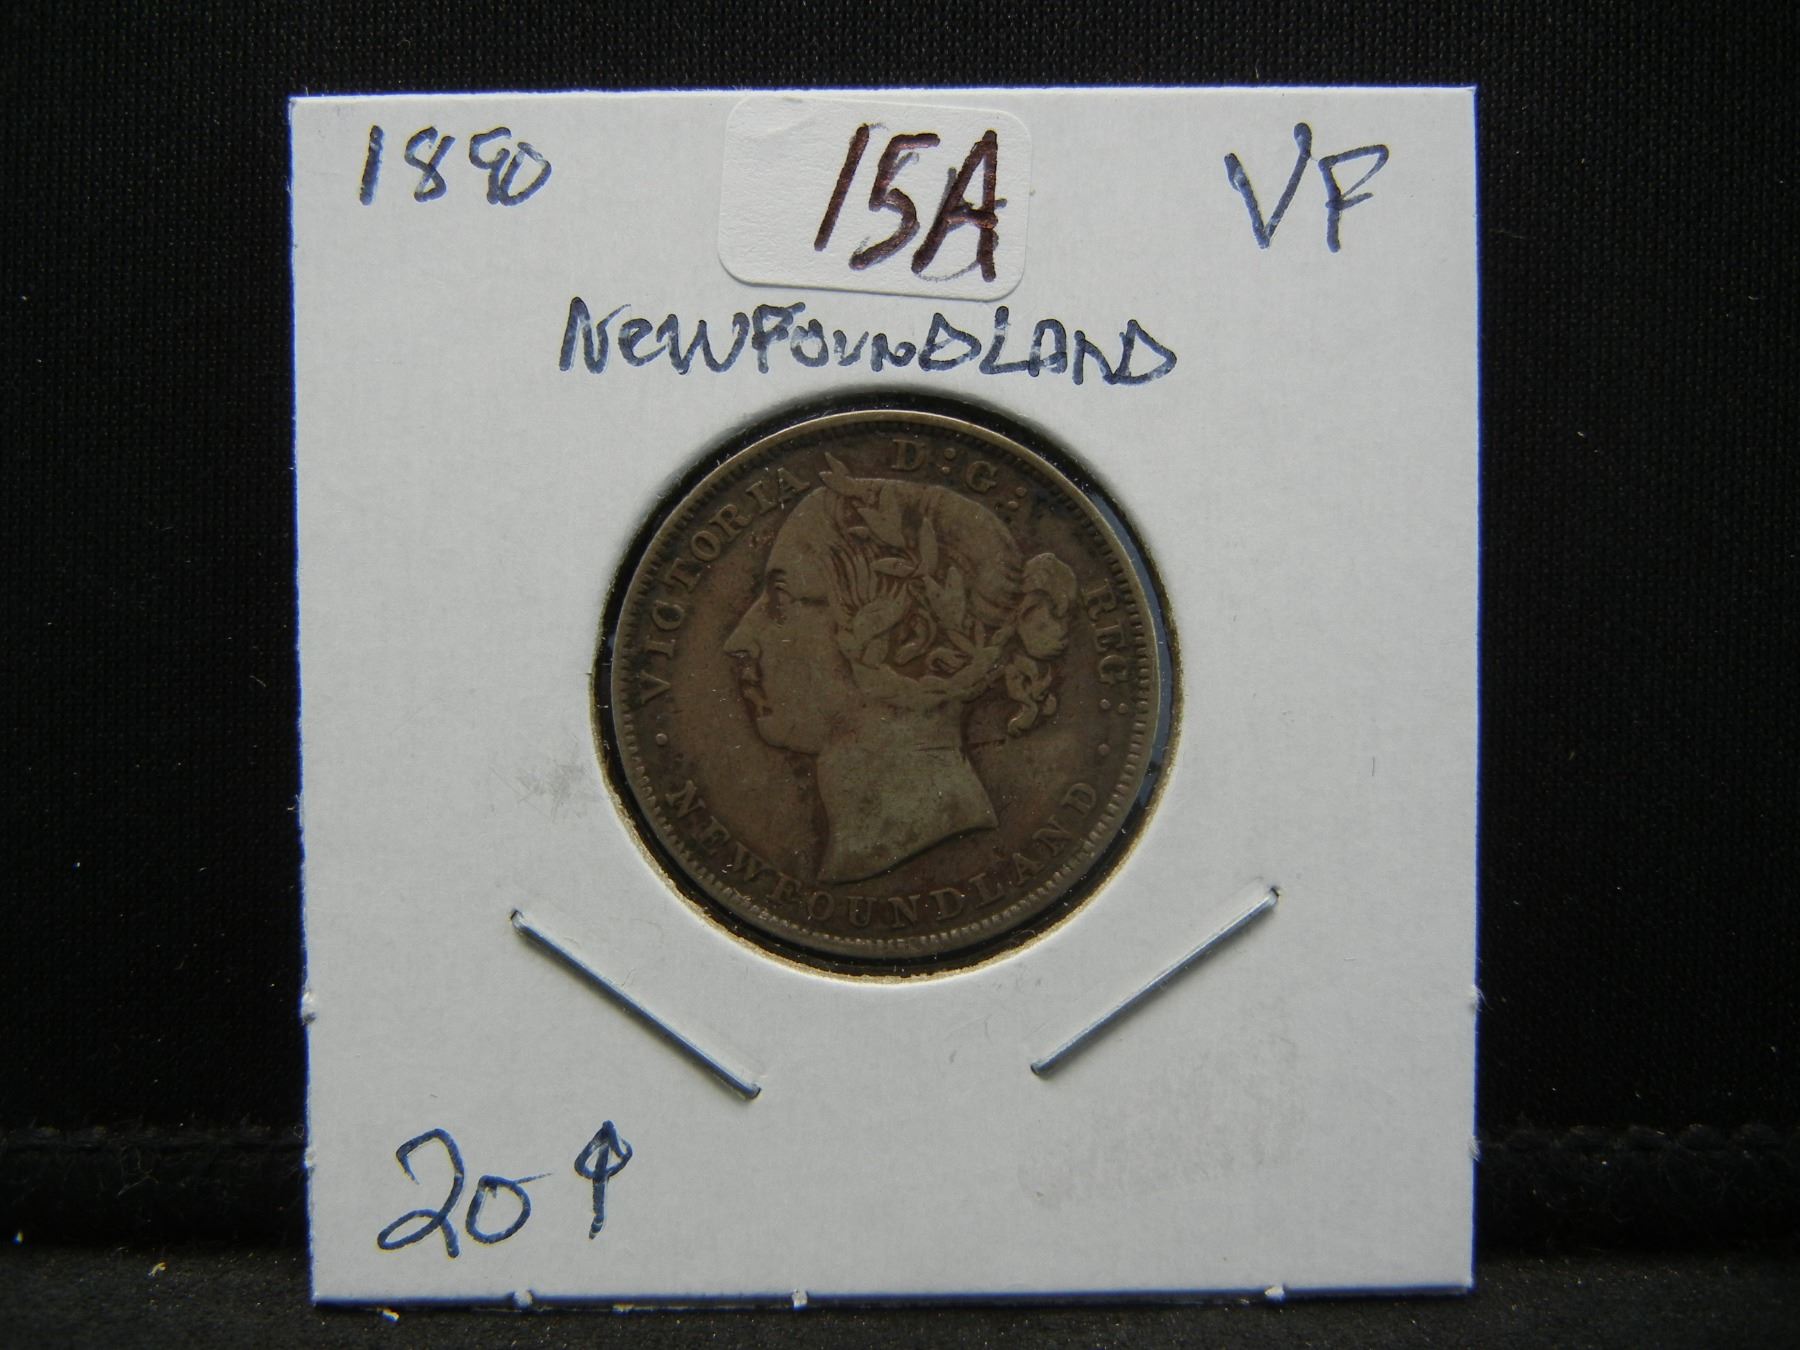 1890 15A VF
NEWFOUNDLAND
VICTORIA D:G: REG:
· NEWFOUNDLAND ·
20¢